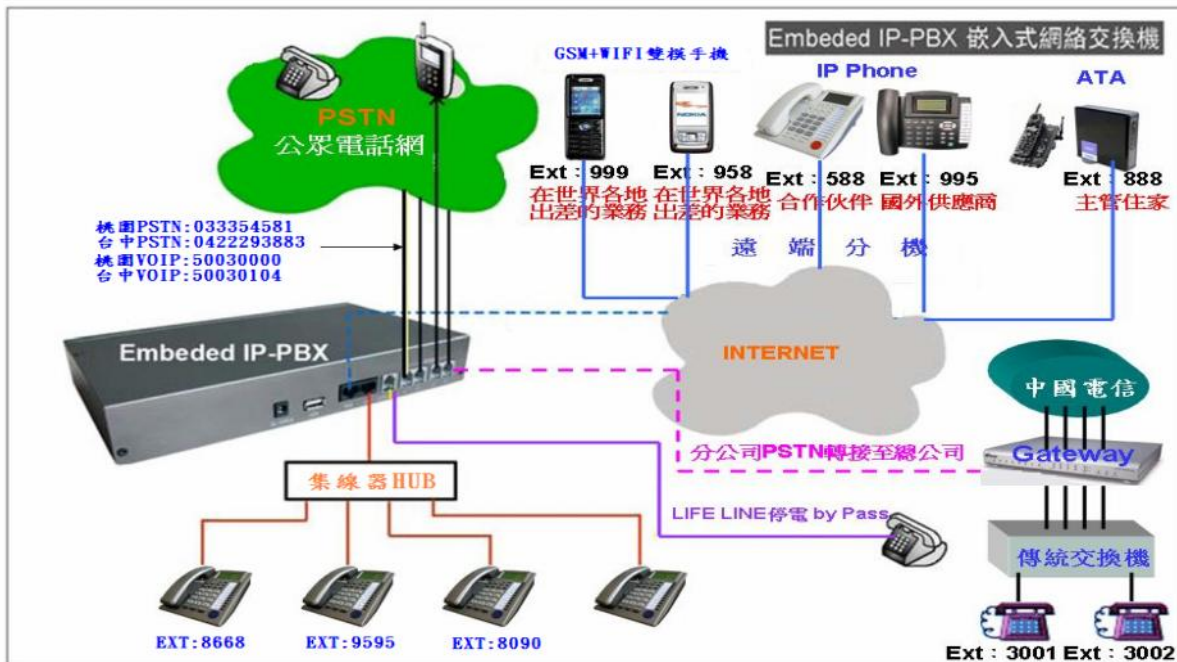 Embeded IP-PBX 嵌入式網絡交換機
GSM+WIFI雙模手機
IP Phone
ATA
PSTN
公眾電話網
NOKIA
Ext：999
Ext：958
Ext：588
Ext：995
Ext：888
在世界各地
出差的業務
在世界各地
出差的業務
合作伙伴
國外供應商
主管住家
桃園PSTN:033354581
台中PSTN:0422293883
桃園VOIP:50030000
台中VOIP:50030104
遠端分機
Embeded IP-PBX
INTERNET
中國電信
分公司PSTN轉接至總公司
Gateway
集線器HUB
LIFE LINE停電 by Pass
傳統交換機
EXT:8668
EXT:9595
EXT:8090
Ext：3001
Ext：3002